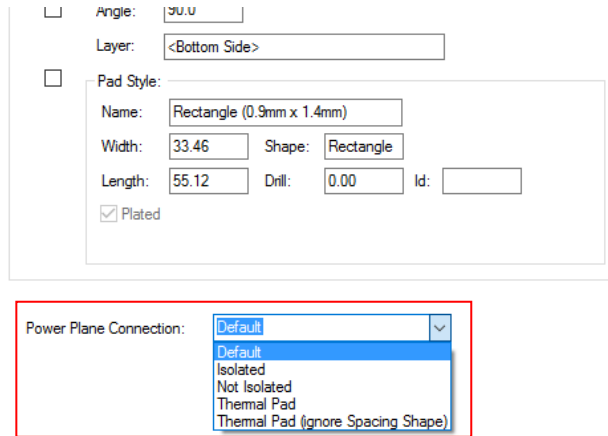 Angle: 90.0
Layer: <Bottom Side>
Pad Style:
Name: Rectangle (0.9mm x 1.4mm)
Width: 33.46 Shape: Rectangle
Length: 55.12 Drill: 0.00 Id:
Plated
Power Plane Connection: Default
Default
Isolated
Not Isolated
Thermal Pad
Thermal Pad (ignore Spacing Shape)